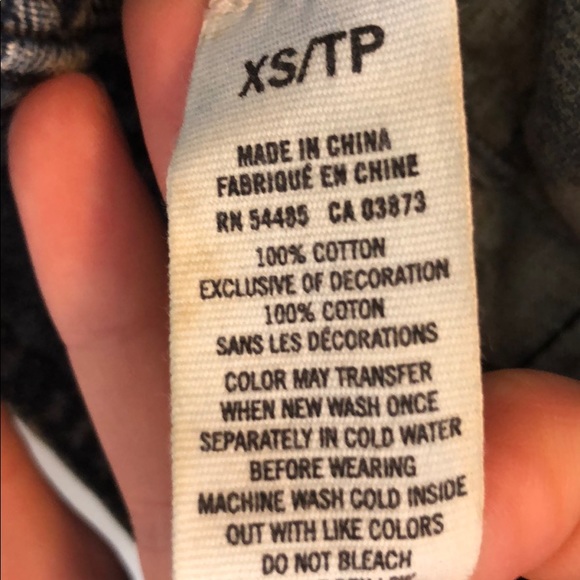 XS/TP
MADE IN CHINA
FABRIQUÉ EN CHINE
RN 54485 CA 03873
100% COTTON
EXCLUSIVE OF DECORATION
100% COTON
SANS LES DÉCORATIONS
COLOR MAY TRANSFER
WHEN NEW WASH ONCE
SEPARATELY IN COLD WATER
BEFORE WEARING
MACHINE WASH COLD INSIDE
OUT WITH LIKE COLORS
DO NOT BLEACH